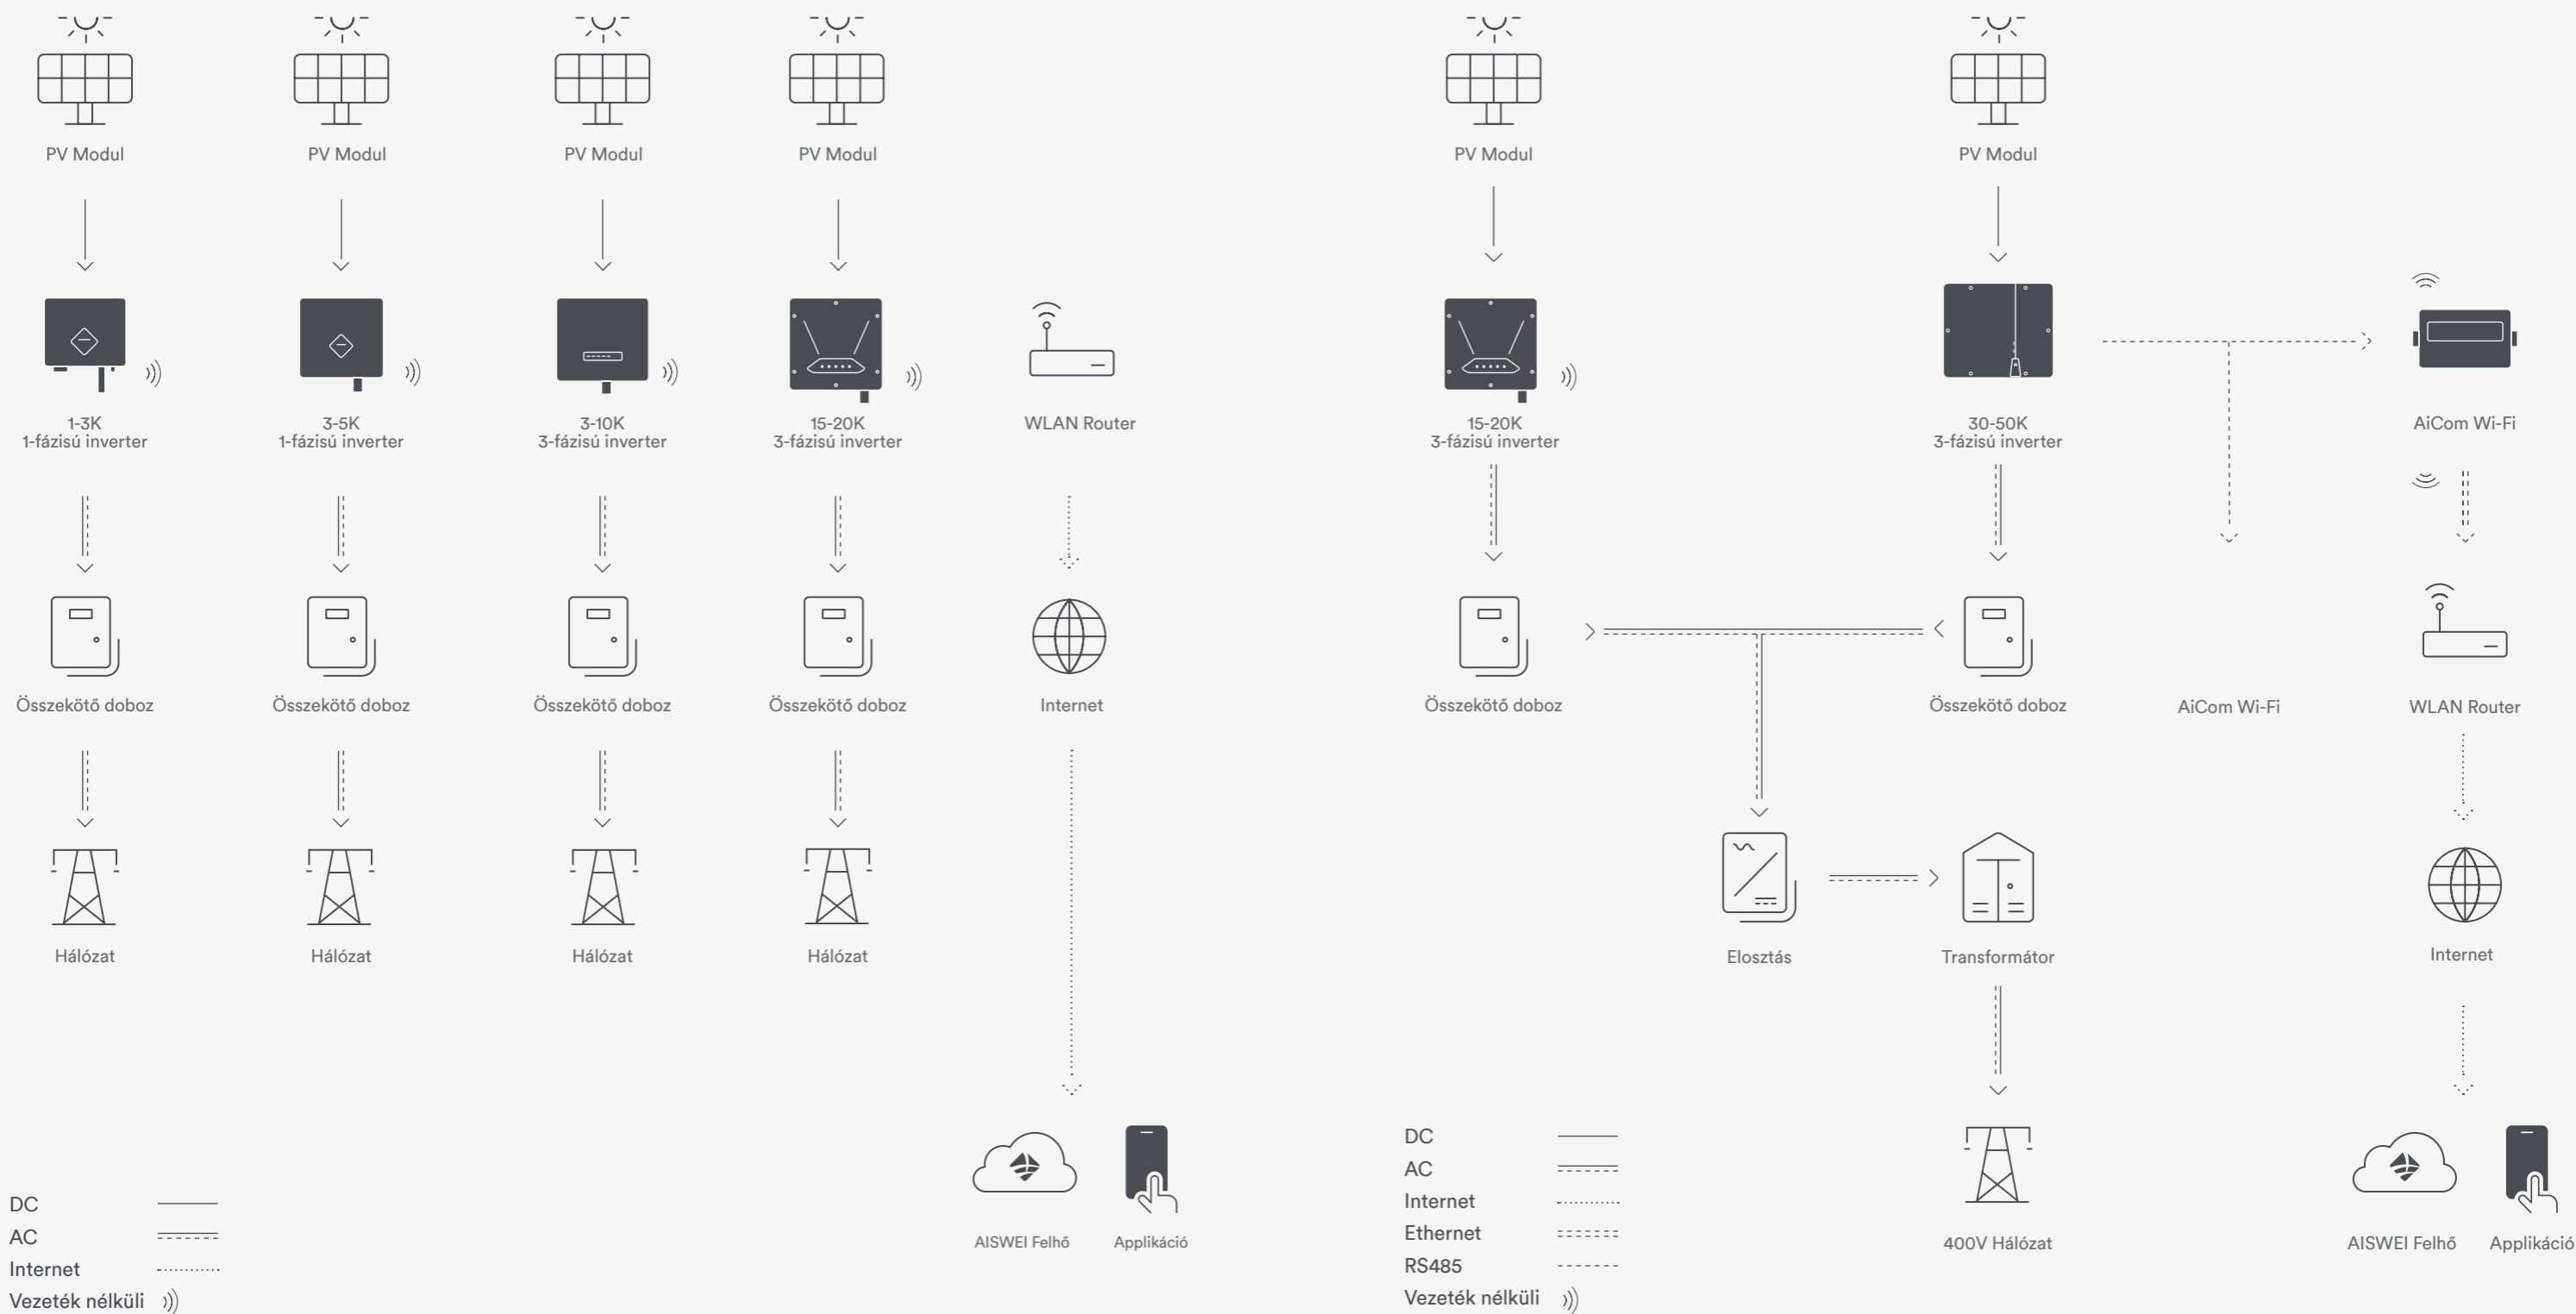 PV Modul
PV Modul
PV Modul
PV Modul
1-3K
1-fázisú inverter
3-5K
1-fázisú inverter
3-10K
3-fázisú inverter
15-20K
3-fázisú inverter
WLAN Router
Összekötő doboz
Összekötő doboz
Összekötő doboz
Összekötő doboz
Internet
Hálózat
Hálózat
Hálózat
Hálózat
AISWEI Felhő
Applikáció
DC
AC
Internet
Vezeték nélküli
PV Modul
PV Modul
15-20K
3-fázisú inverter
30-50K
3-fázisú inverter
AiCom Wi-Fi
Összekötő doboz
Összekötő doboz
AiCom Wi-Fi
WLAN Router
Elosztás
Transformátor
Internet
400V Hálózat
AISWEI Felhő
Applikáció
DC
AC
Internet
Ethernet
RS485
Vezeték nélküli